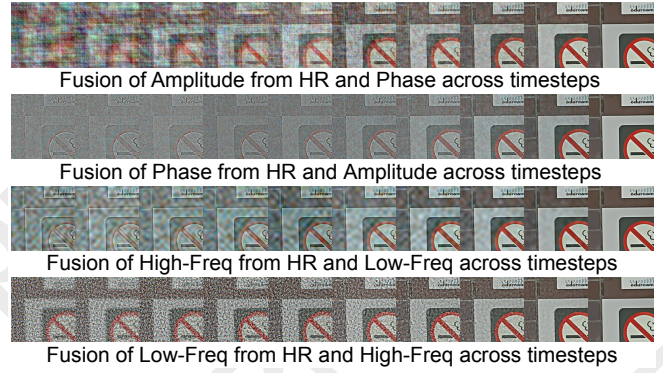 Fusion of Amplitude from HR and Phase across timesteps
Fusion of Phase from HR and Amplitude across timesteps
Fusion of High-Freq from HR and Low-Freq across timesteps
Fusion of Low-Freq from HR and High-Freq across timesteps